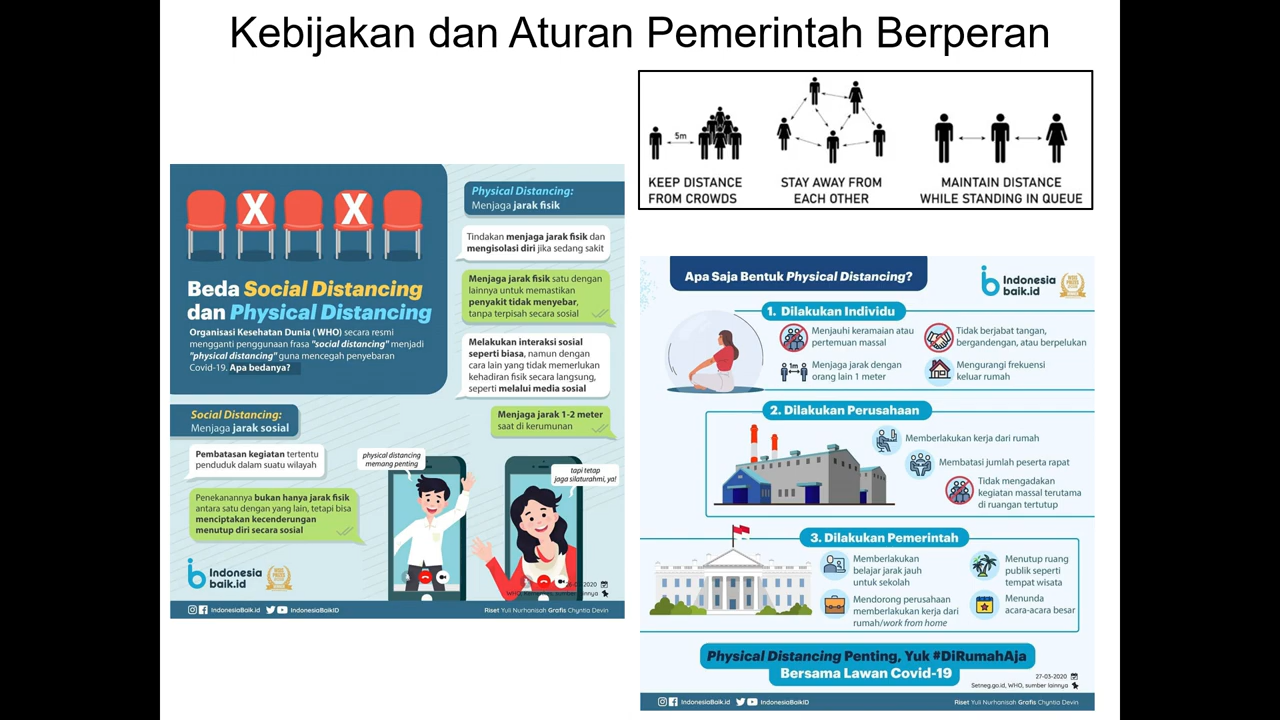 Kebijakan dan Aturan Pemerintah Berperan
5m
KEEP DISTANCE
FROM CROWDS
STAY AWAY FROM
EACH OTHER
MAINTAIN DISTANCE
WHILE STANDING IN QUEUE
X X
Beda Social Distancing
dan Physical Distancing
Organisasi Kesehatan Dunia ( WHO) secara resmi
mengganti penggunaan frasa "social distancing" menjadi
"physical distancing" guna mencegah penyebaran
Covid-19. Apa bedanya?
Physical Distancing:
Menjaga jarak fisik
Tindakan menjaga jarak fisik dan
mengisolasi diri jika sedang sakit
Menjaga jarak fisik satu dengan
lainnya untuk memastikan
penyakit tidak menyebar,
tanpa terpisah secara sosial
Melakukan interaksi sosial
seperti biasa, namun dengan
cara lain yang tidak memerlukan
kehadiran fisik secara langsung,
seperti melalui media sosial
Menjaga jarak 1-2 meter
saat di kerumunan
Social Distancing:
Menjaga jarak sosial
Pembatasan kegiatan tertentu
penduduk dalam suatu wilayah
Penekanannya bukan hanya jarak fisik
antara satu dengan yang lain, tetapi bisa
menciptakan kecenderungan
menutup diri secara sosial
physical distancing
memang penting
tapi tetap
jaga silaturahmi, ya!
Indonesia
baik.id
2020
WHO, Kemenkes, sumber lainnya
IndonesiaBaik.id IndonesiaBaikID
Riset Yuli Nurhanisah Grafis Chyntia Devin
Apa Saja Bentuk Physical Distancing?
Indonesia
baik.id
1. Dilakukan Individu
Menjauhi keramaian atau
pertemuan massal
Tidak berjabat tangan,
bergandengan, atau berpelukan
1m
Menjaga jarak dengan
orang lain 1 meter
Mengurangi frekuensi
keluar rumah
2. Dilakukan Perusahaan
Memberlakukan kerja dari rumah
Membatasi jumlah peserta rapat
Tidak mengadakan
kegiatan massal terutama
di ruangan tertutup
3. Dilakukan Pemerintah
Memberlakukan
belajar jarak jauh
untuk sekolah
Menutup ruang
publik seperti
tempat wisata
Mendorong perusahaan
memberlakukan kerja dari
rumah/work from home
Menunda
acara-acara besar
Physical Distancing Penting, Yuk #DiRumahAja
Bersama Lawan Covid-19
27-03-2020
Setneg.go.id, WHO, sumber lainnya
IndonesiaBaik.id IndonesiaBaikID
Riset Yuli Nurhanisah Grafis Chyntia Devin